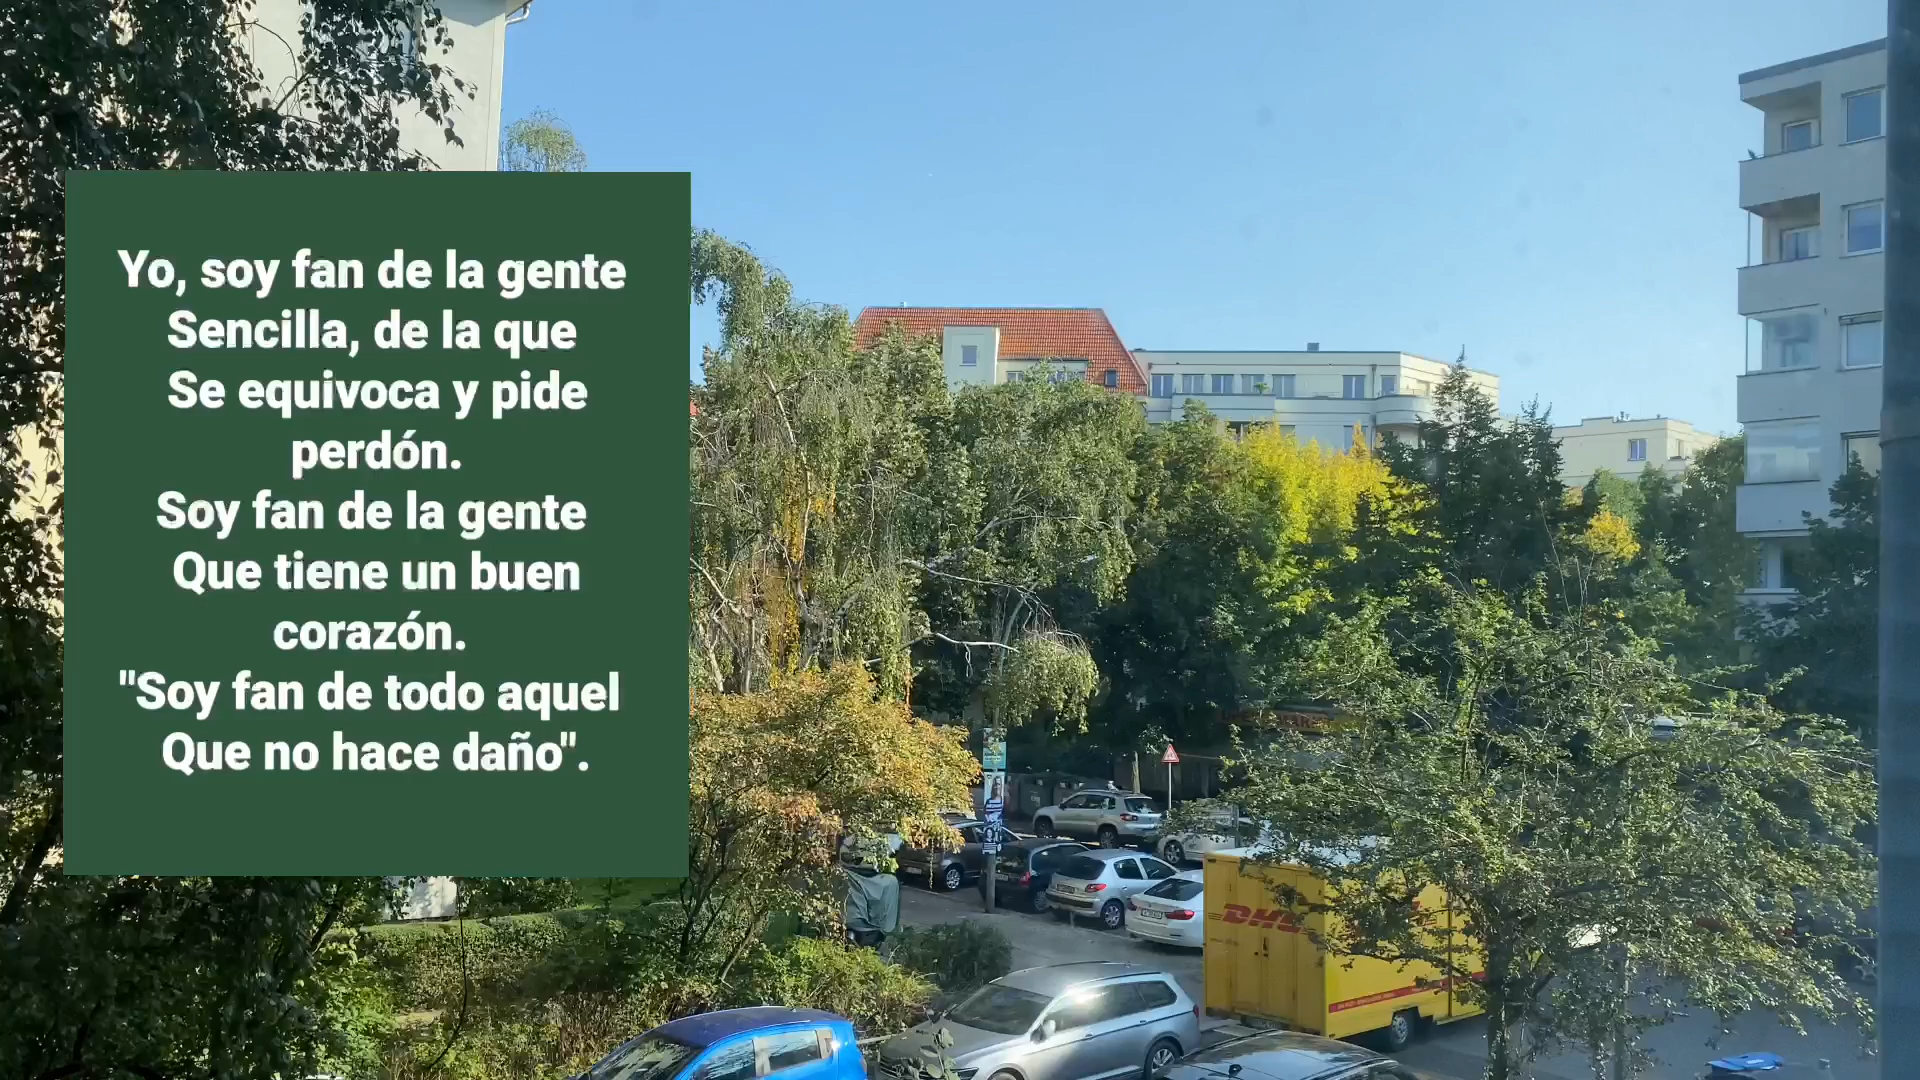 Yo, soy fan de la gente
Sencilla, de la que
Se equivoca y pide
perdón.
Soy fan de la gente
Que tiene un buen
corazón.
"Soy fan de todo aquel
Que no hace daño".
DHL